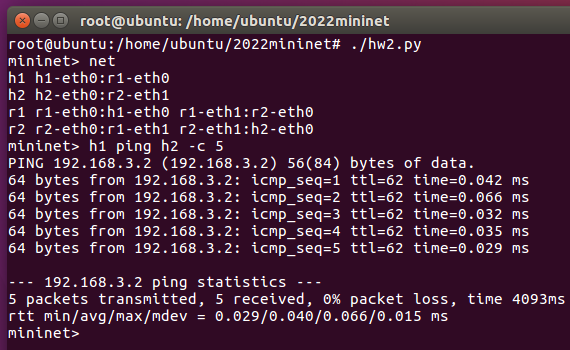 root@ubuntu: /home/ubuntu/2022mininet
root@ubuntu:/home/ubuntu/2022mininet# ./hw2.py
mininet> net
h1 h1-eth0:r1-eth0
h2 h2-eth0:r2-eth1
r1 r1-eth0:h1-eth0 r1-eth1:r2-eth0
r2 r2-eth0:r1-eth1 r2-eth1:h2-eth0
mininet> h1 ping h2 -c 5
PING 192.168.3.2 (192.168.3.2) 56(84) bytes of data.
64 bytes from 192.168.3.2: icmp_seq=1 ttl=62 time=0.042 ms
64 bytes from 192.168.3.2: icmp_seq=2 ttl=62 time=0.066 ms
64 bytes from 192.168.3.2: icmp_seq=3 ttl=62 time=0.032 ms
64 bytes from 192.168.3.2: icmp_seq=4 ttl=62 time=0.035 ms
64 bytes from 192.168.3.2: icmp_seq=5 ttl=62 time=0.029 ms
--- 192.168.3.2 ping statistics ---
5 packets transmitted, 5 received, 0% packet loss, time 4093ms
rtt min/avg/max/mdev = 0.029/0.040/0.066/0.015 ms
mininet>